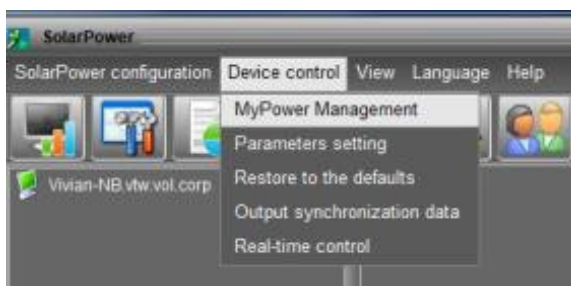 SolarPower
SolarPower configuration Device control View Language Help
MyPower Management
Parameters setting
Vivian-NB.vtw.vol.corp
Restore to the defaults
Output synchronization data
Real-time control